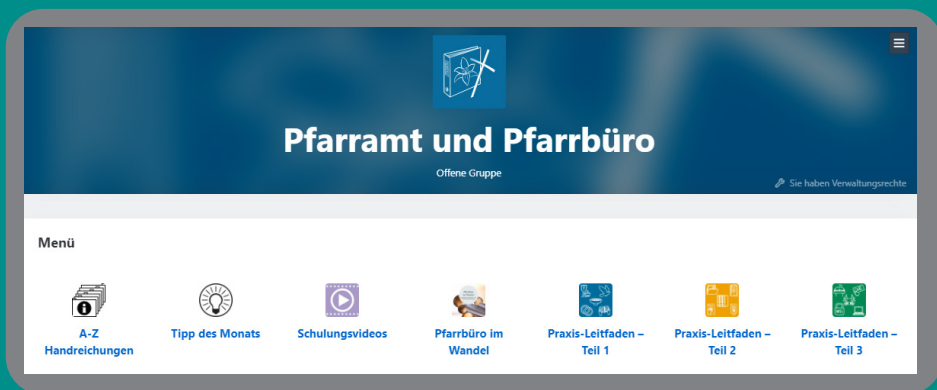 Pfarramt und Pfarrbüro
Offene Gruppe
Sie haben Verwaltungsrechte
Menü
A-Z
Handreichungen
Tipp des Monats
Schulungsvideos
Pfarrbüro im
Wandel
Praxis-Leitfaden –
Teil 1
Praxis-Leitfaden –
Teil 2
Praxis-Leitfaden –
Teil 3